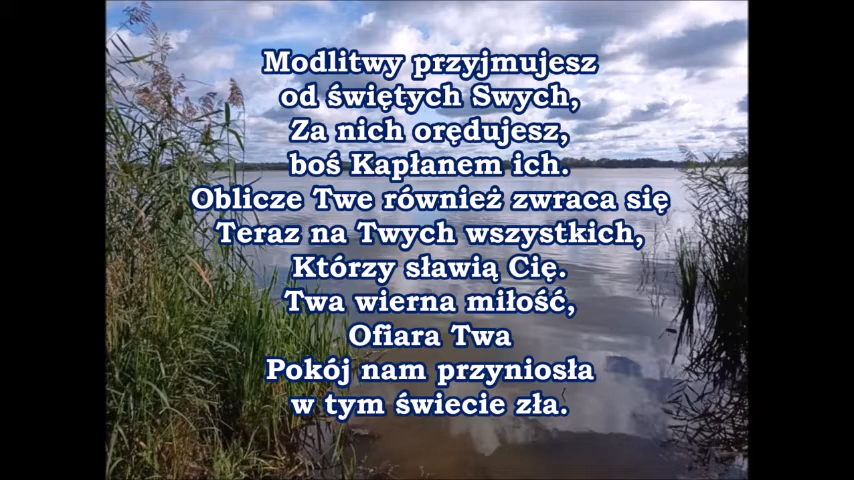 Modlitwy przyjmujesz
od świętych Swych,
Za nich orędujesz,
boś Kapłanem ich.
Oblicze Twe również zwraca się
Teraz na Twych wszystkich,
Którzy sławią Cię.
Twa wierna miłość,
Ofiara Twa
Pokój nam przyniosła
w tym świecie zła.